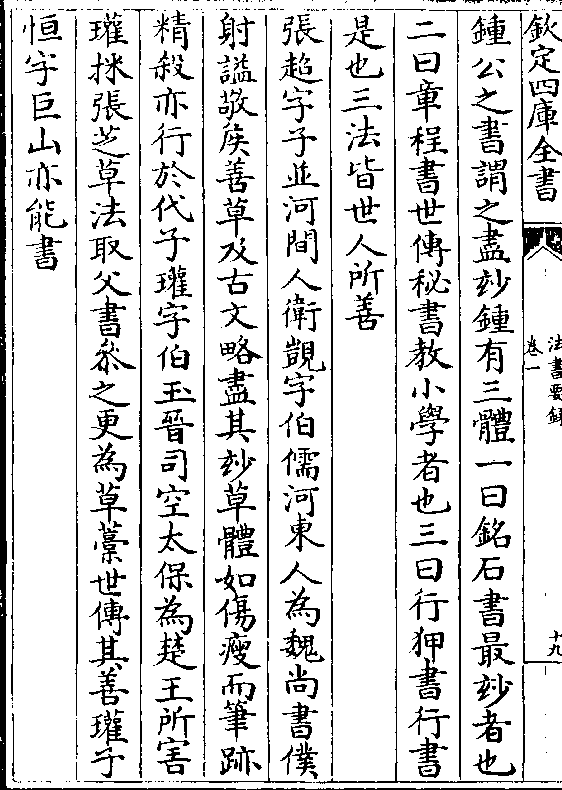 欽定四庫全書
法書要録
卷一
十九
鍾公之書謂之盡玅鍾有三體一曰銘石書最玅者也
二曰章程書世傳秘書教小學者也三曰行狎書行書
是也三法皆世人所善
張超字子並河間人衛覬字伯儒河東人為魏尚書僕
射諡敬侯善草及古文略盡其玅草體如傷瘦而筆跡
精殺亦行於代子瓘字伯玉晉司空太保為楚王所害
瓘採張芝草法取父書叅之更為草藁世傳其善瓘子
恒字巨山亦能書